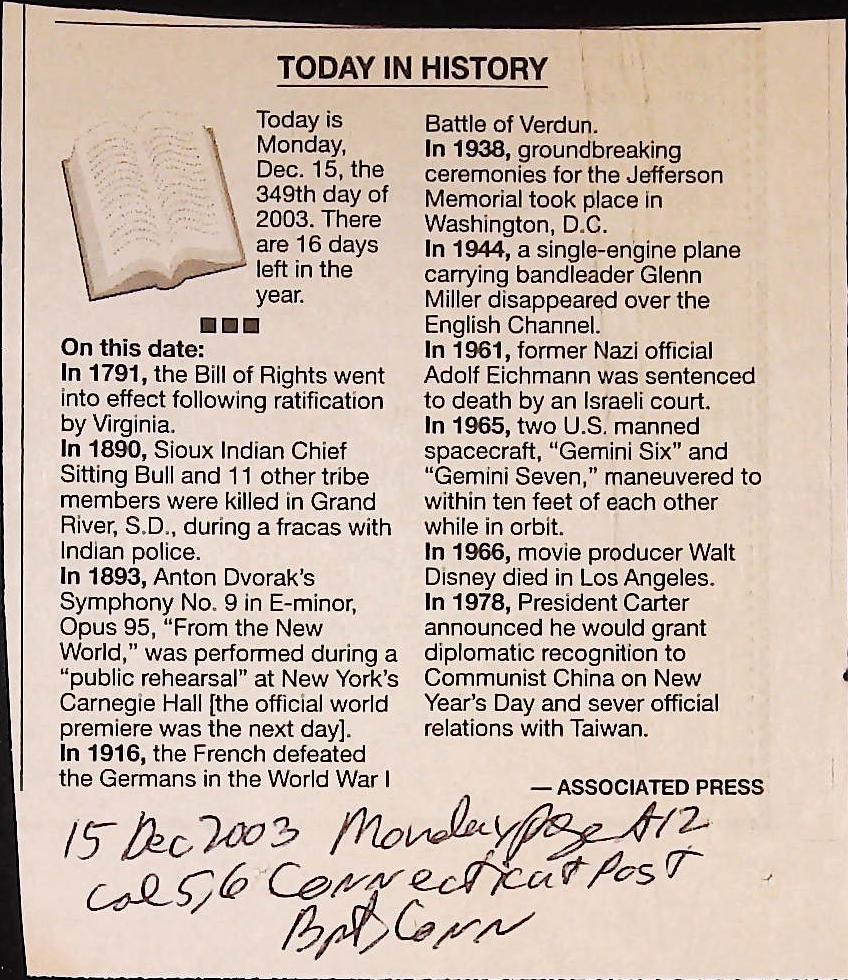 TODAY IN HISTORY
Today is
Monday,
Dec. 15, the
349th day of
2003. There
are 16 days
left in the
year.
On this date:
In 1791, the Bill of Rights went
into effect following ratification
by Virginia.
In 1890, Sioux Indian Chief
Sitting Bull and 11 other tribe
members were killed in Grand
River, S.D., during a fracas with
Indian police.
In 1893, Anton Dvorak's
Symphony No. 9 in E-minor,
Opus 95, “From the New
World,” was performed during a
“public rehearsal” at New York's
Carnegie Hall [the official world
premiere was the next day].
In 1916, the French defeated
the Germans in the World War I
Battle of Verdun.
In 1938, groundbreaking
ceremonies for the Jefferson
Memorial took place in
Washington, D.C.
In 1944, a single-engine plane
carrying bandleader Glenn
Miller disappeared over the
English Channel.
In 1961, former Nazi official
Adolf Eichmann was sentenced
to death by an Israeli court.
In 1965, two U.S. manned
spacecraft, “Gemini Six” and
“Gemini Seven,” maneuvered to
within ten feet of each other
while in orbit.
In 1966, movie producer Walt
Disney died in Los Angeles.
In 1978, President Carter
announced he would grant
diplomatic recognition to
Communist China on New
Year's Day and sever official
relations with Taiwan.
— ASSOCIATED PRESS
15 Dec 2003 Monday page A12
col 5,6 Connecticut Post
Bpt, Conn